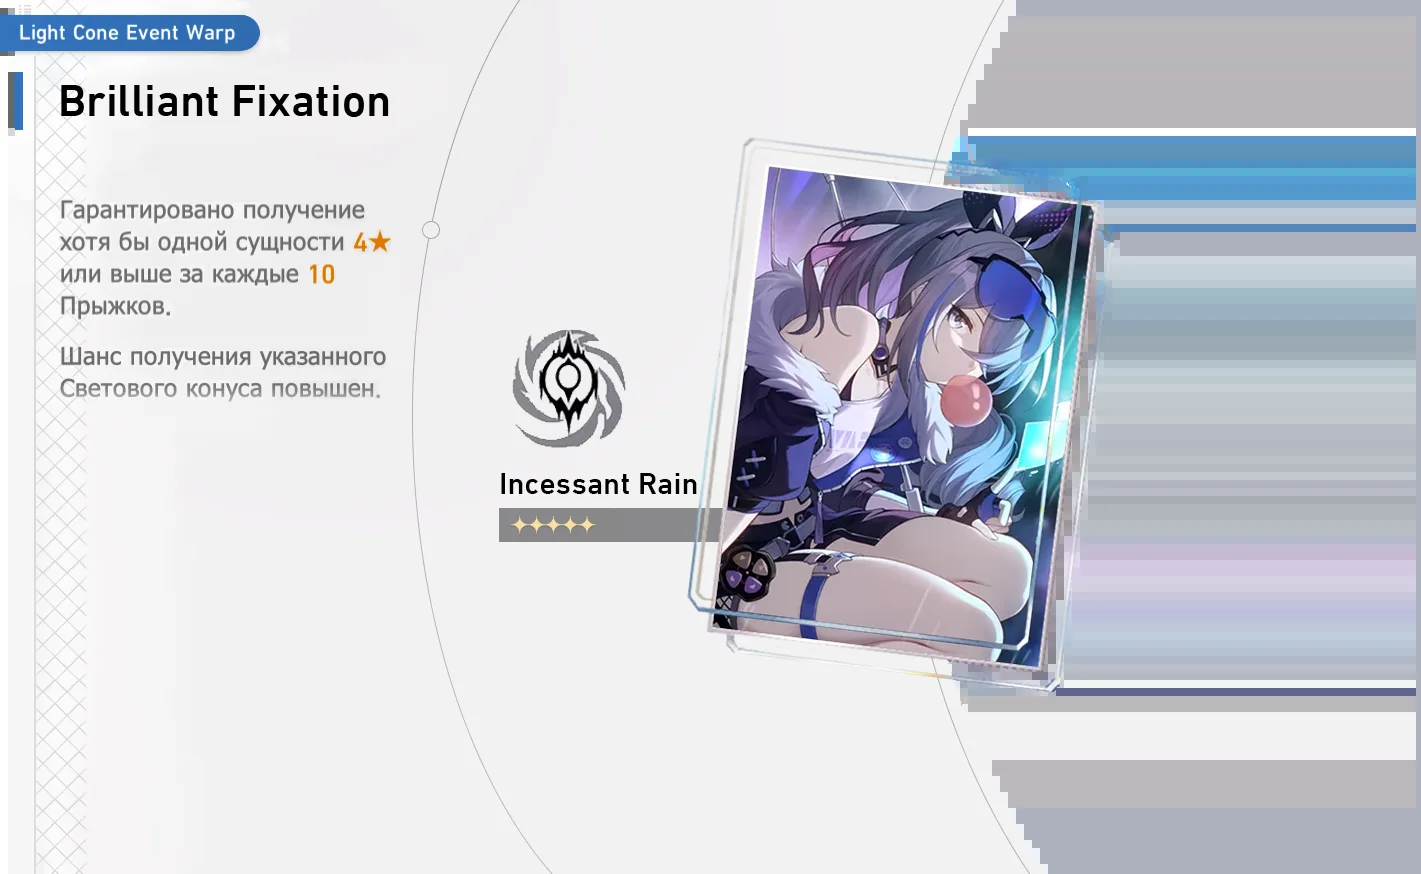 Light Cone Event Warp
Brilliant Fixation
Гарантировано получение
хотя бы одной сущности 4★
или выше за каждые 10
Прыжков.
Шанс получения указанного
Светового конуса повышен.
Incessant Rain